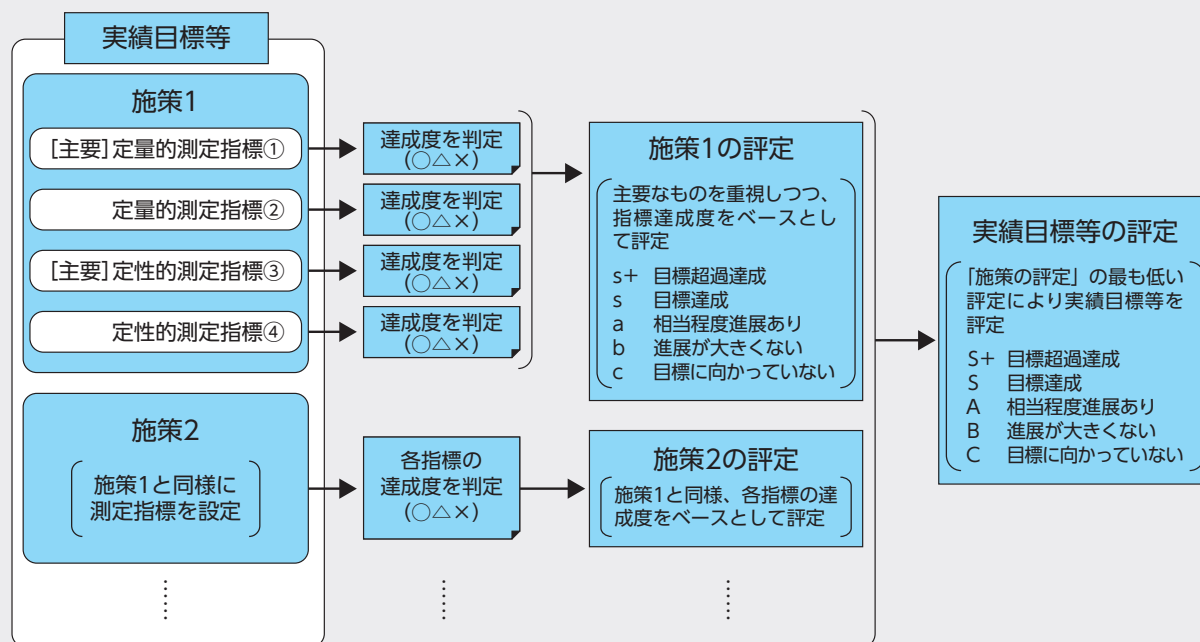 実績目標等
施策1
[主要]定量的測定指標①
定量的測定指標②
[主要]定性的測定指標③
定性的測定指標④
達成度を判定
(○△×)
達成度を判定
(○△×)
達成度を判定
(○△×)
達成度を判定
(○△×)
施策1の評定
主要なものを重視しつつ、
指標達成度をベースとし
て評定
s+ 目標超過達成
s 目標達成
a 相当程度進展あり
b 進展が大きくない
c 目標に向かっていない
施策2
施策1と同様に
測定指標を設定
各指標の
達成度を判定
(○△×)
施策2の評定
施策1と同様、各指標の達
成度をベースとして評定
実績目標等の評定
「施策の評定」の最も低い
評定により実績目標等を
評定
S+ 目標超過達成
S 目標達成
A 相当程度進展あり
B 進展が大きくない
C 目標に向かっていない